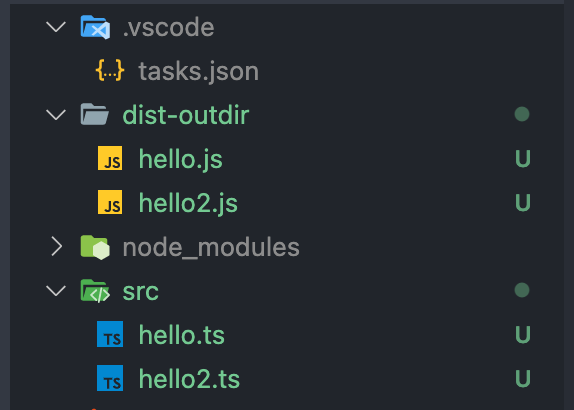 .vscode
{..} tasks.json
dist-outdir
JS hello.js U
JS hello2.js U
node_modules
</> src
TS hello.ts U
TS hello2.ts U